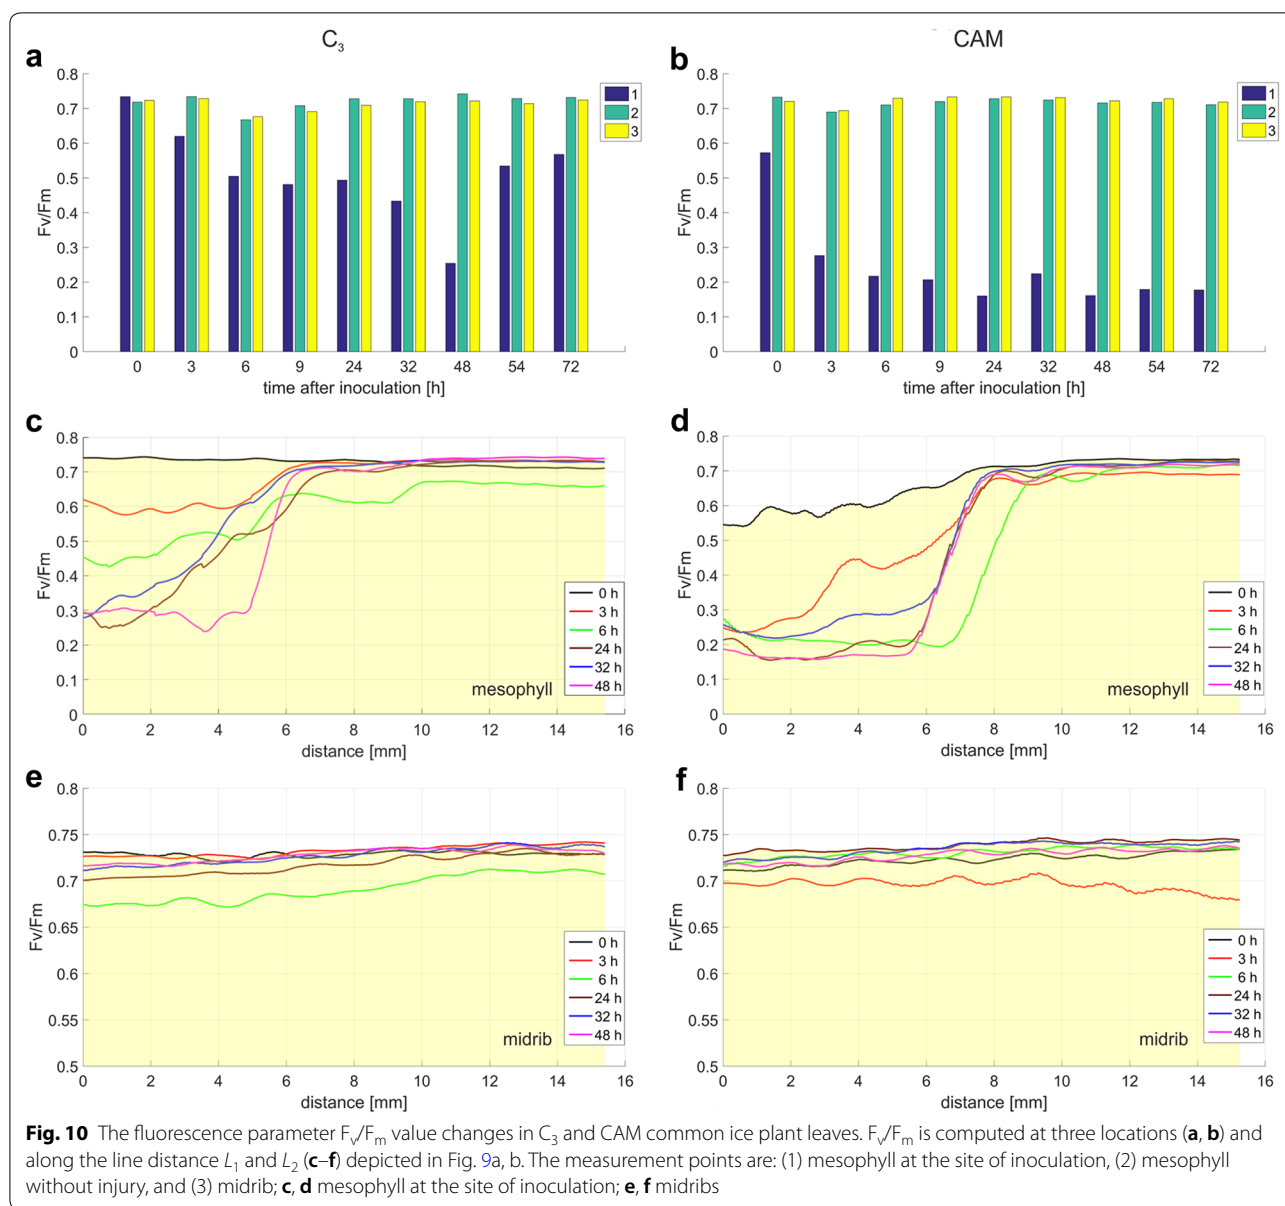 C3
CAM
a
0.8
0.7
0.6
0.5
0.4
0.3
0.2
0.1
0
Fv/Fm
1
2
3
0 3 6 9 24 32 48 54 72
time after inoculation [h]
b
0.8
0.7
0.6
0.5
0.4
0.3
0.2
0.1
0
Fv/Fm
1
2
3
0 3 6 9 24 32 48 54 72
time after inoculation [h]
c
0.8
0.7
0.6
0.5
0.4
0.3
0.2
0.1
0
Fv/Fm
0 h
3 h
6 h
24 h
32 h
48 h
mesophyll
0 2 4 6 8 10 12 14 16
distance [mm]
d
0.8
0.7
0.6
0.5
0.4
0.3
0.2
0.1
0
Fv/Fm
0 h
3 h
6 h
24 h
32 h
48 h
mesophyll
0 2 4 6 8 10 12 14 16
distance [mm]
e
0.8
0.75
0.7
0.65
0.6
0.55
0.5
Fv/Fm
0 h
3 h
6 h
24 h
32 h
48 h
midrib
0 2 4 6 8 10 12 14 16
distance [mm]
f
0.8
0.75
0.7
0.65
0.6
0.55
0.5
Fv/Fm
0 h
3 h
6 h
24 h
32 h
48 h
midrib
0 2 4 6 8 10 12 14 16
distance [mm]
Fig. 10 The fluorescence parameter Fv/Fm value changes in C3 and CAM common ice plant leaves. Fv/Fm is computed at three locations (a, b) and
along the line distance L1 and L2 (c–f) depicted in Fig. 9a, b. The measurement points are: (1) mesophyll at the site of inoculation, (2) mesophyll
without injury, and (3) midrib; c, d mesophyll at the site of inoculation; e, f midribs